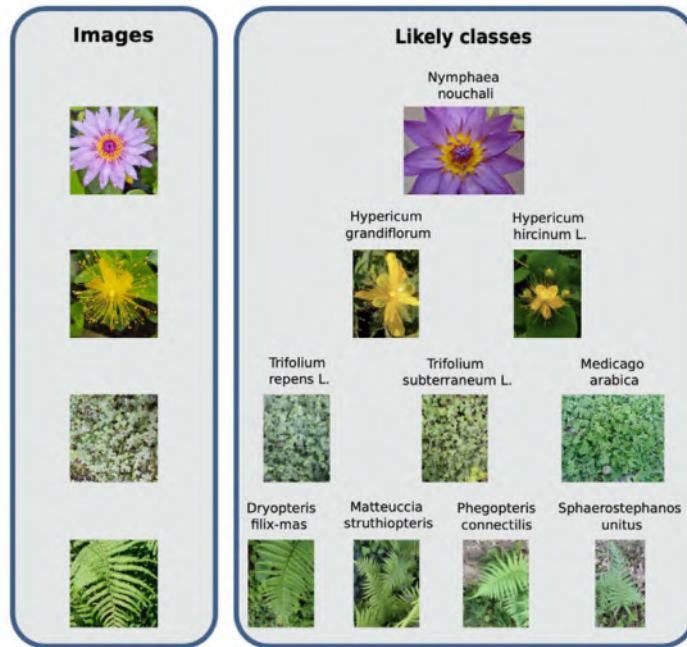 Images
Likely classes
Nymphaea
nouchali
Hypericum
grandiflorum
Hypericum
hircinum L.
Trifolium
repens L.
Trifolium
subterraneum L.
Medicago
arabica
Dryopteris
filix-mas
Matteuccia
struthiopteris
Phegopteris
connectilis
Sphaerostephanos
unitus